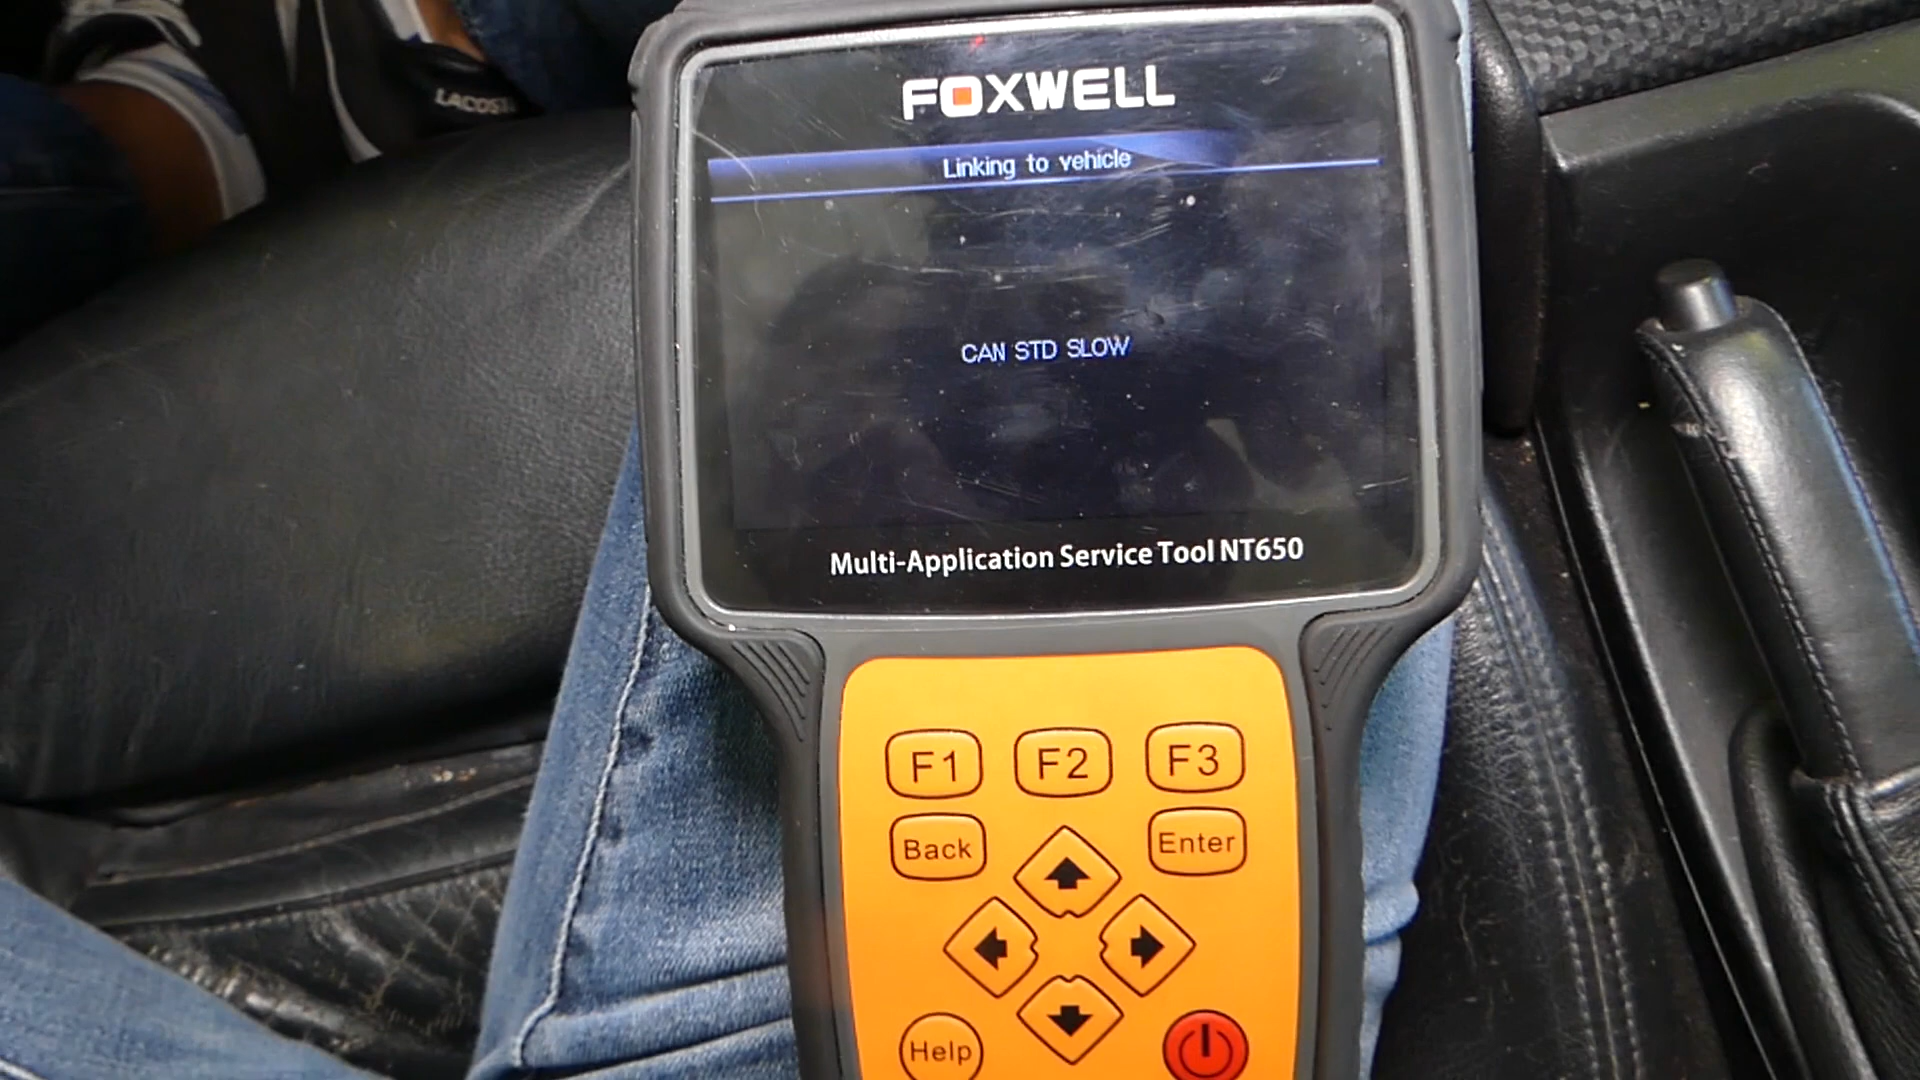 LACOSTE
FOXWELL
Linking to vehicle
CAN STD SLOW
Multi-Application Service Tool NT650
F1 F2 F3
Back Enter
Help